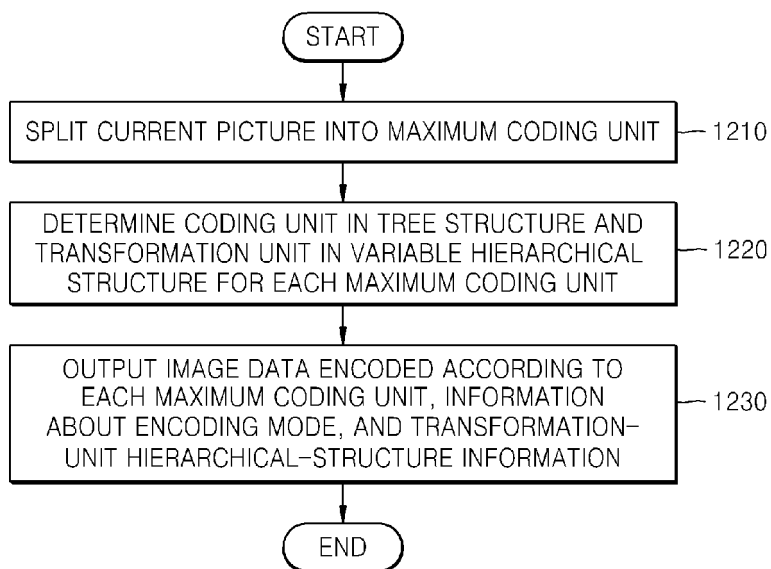 START
SPLIT CURRENT PICTURE INTO MAXIMUM CODING UNIT
1210
DETERMINE CODING UNIT IN TREE STRUCTURE AND
TRANSFORMATION UNIT IN VARIABLE HIERARCHICAL
STRUCTURE FOR EACH MAXIMUM CODING UNIT
1220
OUTPUT IMAGE DATA ENCODED ACCORDING TO
EACH MAXIMUM CODING UNIT, INFORMATION
ABOUT ENCODING MODE, AND TRANSFORMATION-
UNIT HIERARCHICAL-STRUCTURE INFORMATION
1230
END